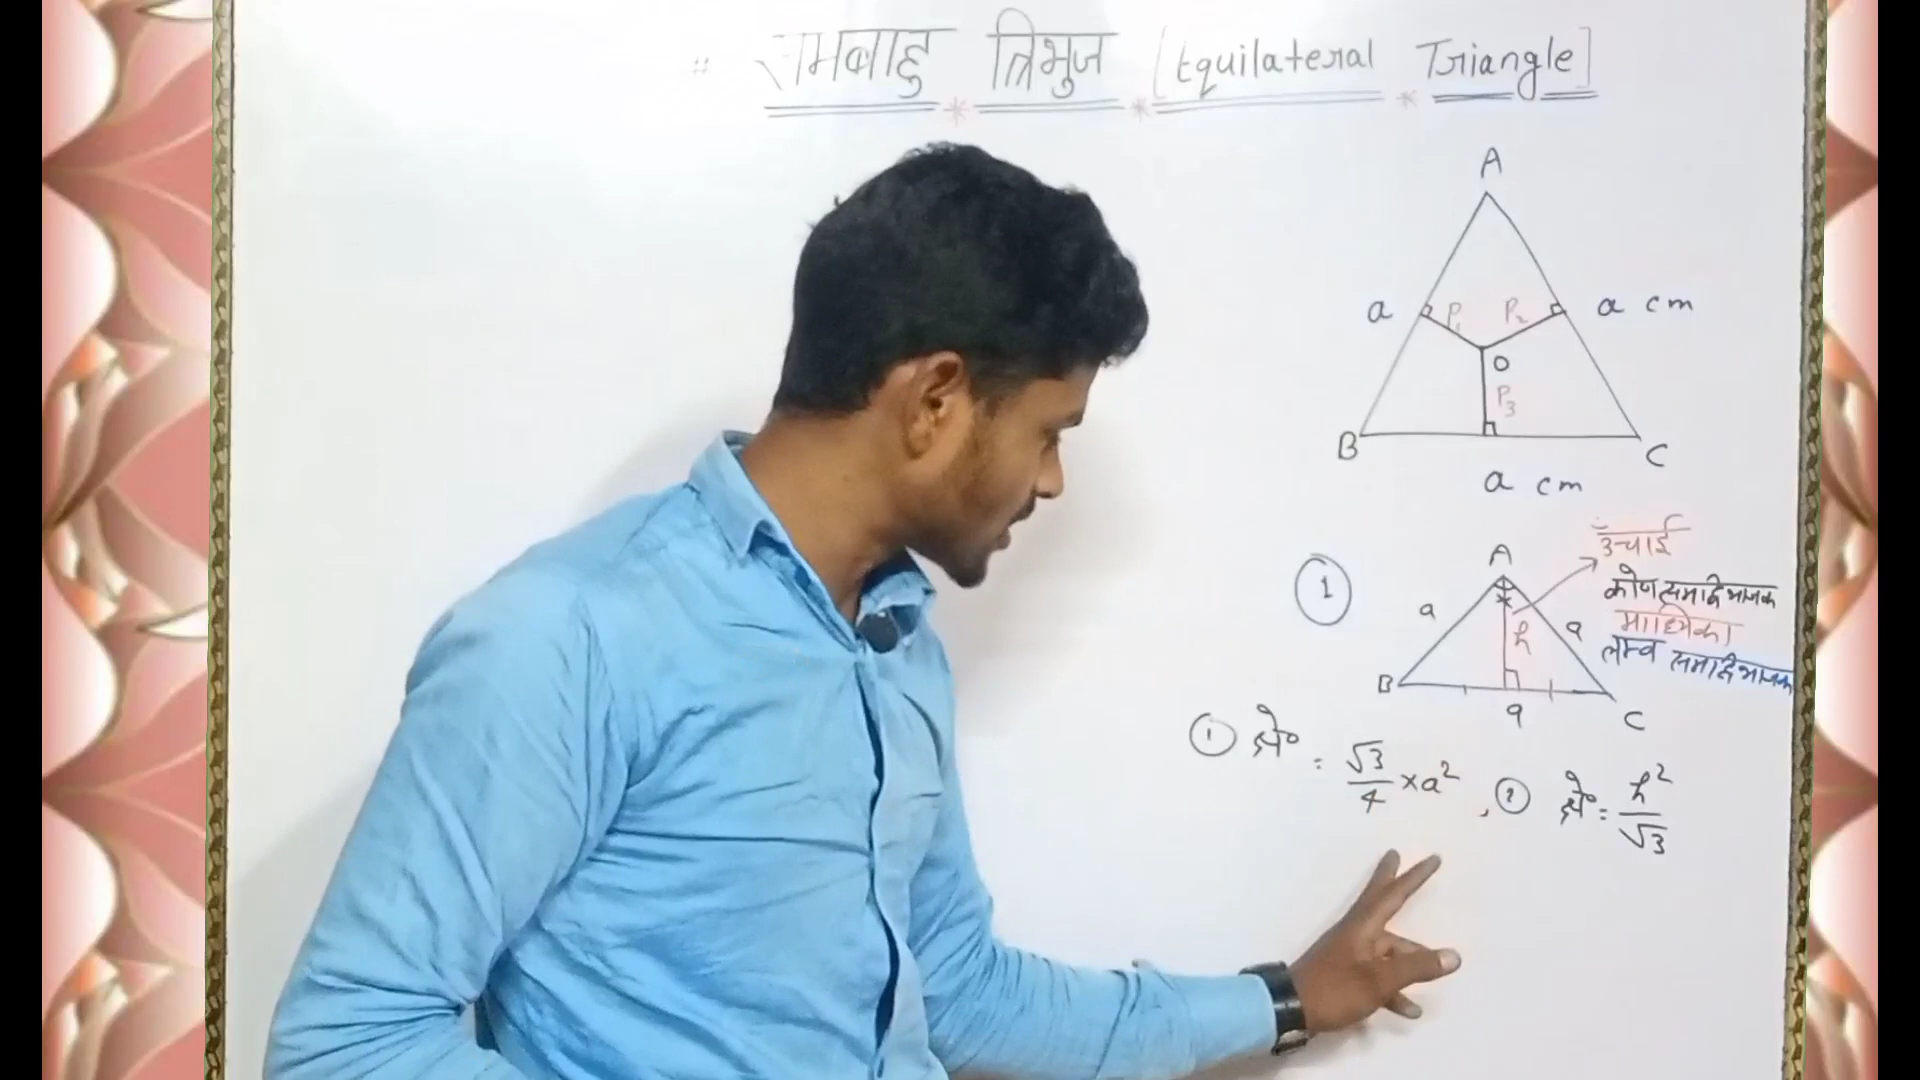 :: समबाहु त्रिभुज [Equilateral Triangle]
A
a P₁ P₂ a cm
O
P₃
B C
a cm
① A ऊँचाई
कोण समद्विभाजक
a h a माध्यिका
लम्ब समद्विभाजक
B a C
① क्षे० = √3/4 × a² , ② क्षे० = h²/√3